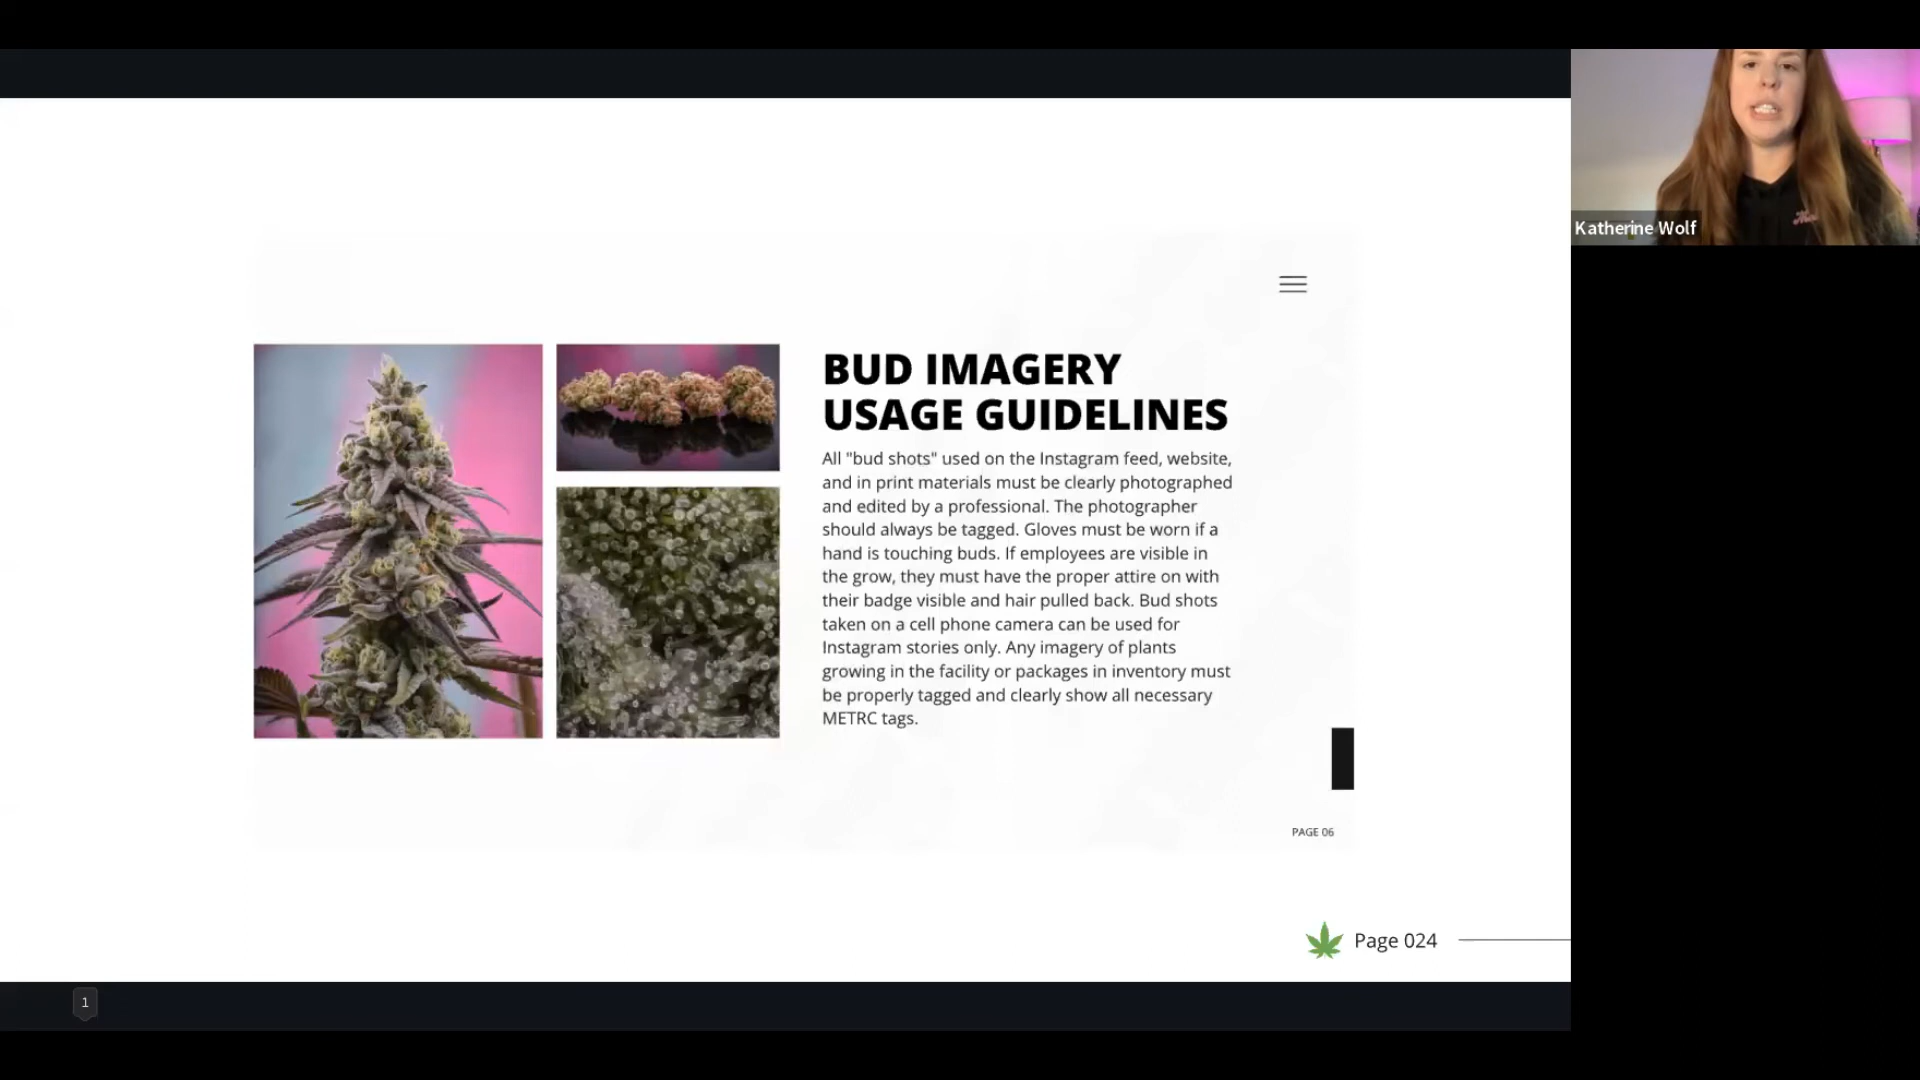 BUD IMAGERY
USAGE GUIDELINES
All "bud shots" used on the Instagram feed, website,
and in print materials must be clearly photographed
and edited by a professional. The photographer
should always be tagged. Gloves must be worn if a
hand is touching buds. If employees are visible in
the grow, they must have the proper attire on with
their badge visible and hair pulled back. Bud shots
taken on a cell phone camera can be used for
Instagram stories only. Any imagery of plants
growing in the facility or packages in inventory must
be properly tagged and clearly show all necessary
METRC tags.
PAGE 06
Page 024
1
Katherine Wolf